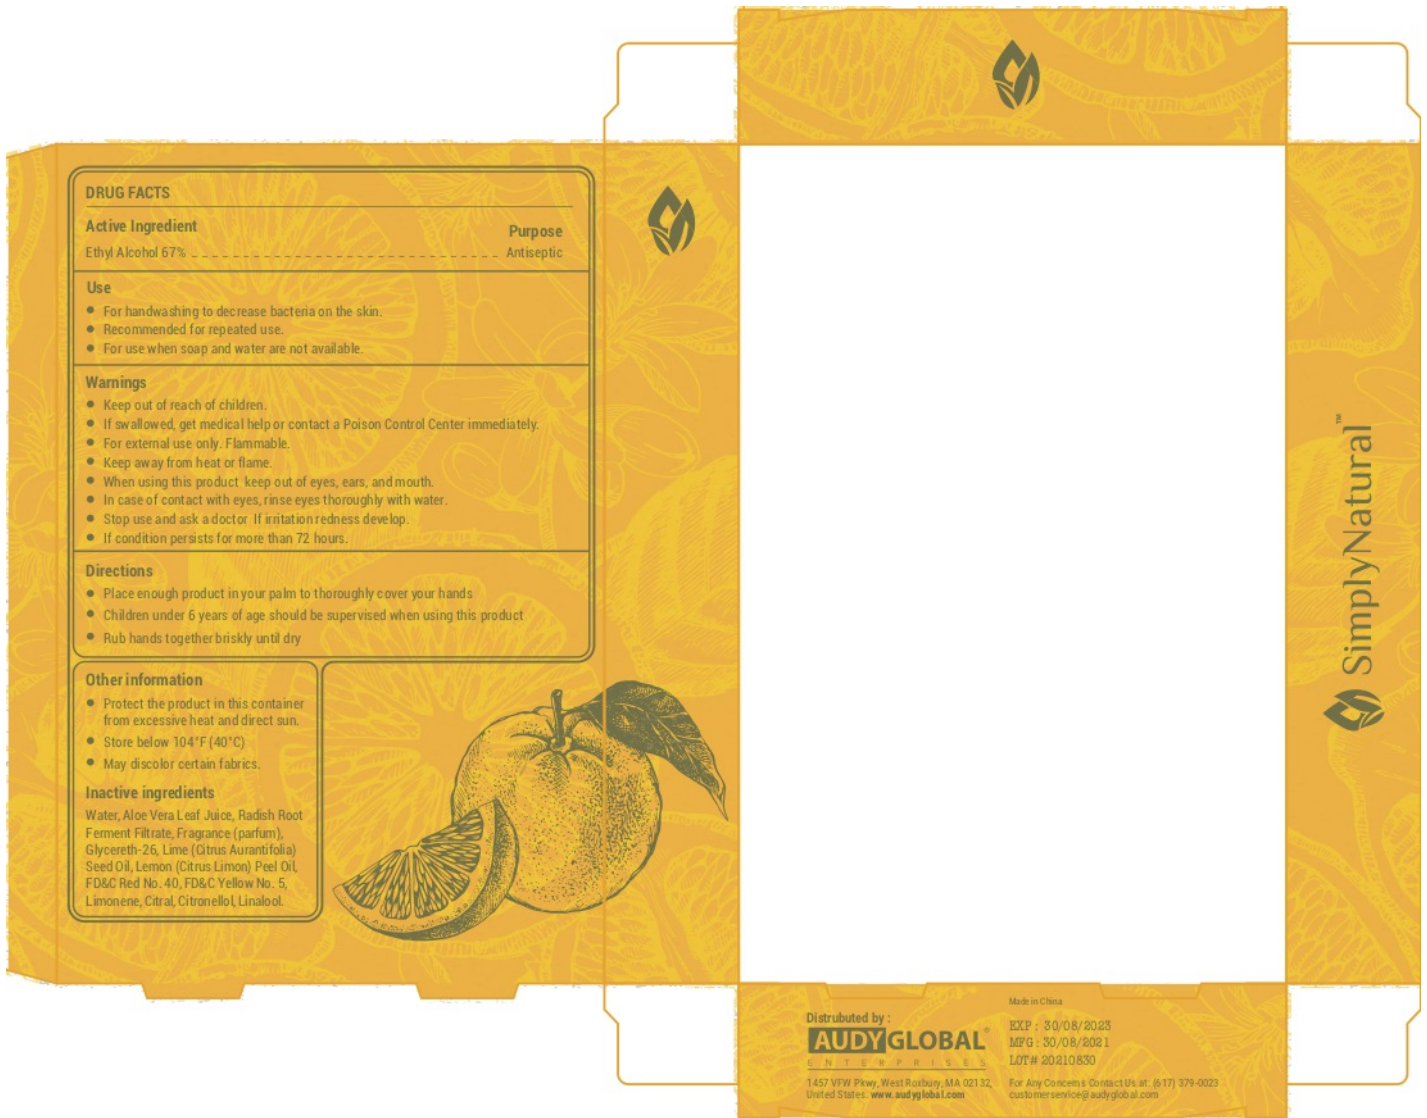 DRUG FACTS
Active Ingredient
Purpose
Ethyl Alcohol 67% Antiseptic
Use
● For handwashing to decrease bacteria on the skin.
● Recommended for repeated use.
● For use when soap and water are not available.
Warnings
● Keep out of reach of children.
● If swallowed, get medical help or contact a Poison Control Center immediately.
● For external use only. Flammable.
● Keep away from heat or flame.
● When using this product keep out of eyes, ears, and mouth.
● In case of contact with eyes, rinse eyes thoroughly with water.
● Stop use and ask a doctor If irritation redness develop.
● If condition persists for more than 72 hours.
Directions
● Place enough product in your palm to thoroughly cover your hands
● Children under 6 years of age should be supervised when using this product
● Rub hands together briskly until dry
Other information
● Protect the product in this container
from excessive heat and direct sun.
● Store below 104°F (40°C)
● May discolor certain fabrics.
Inactive ingredients
Water, Aloe Vera Leaf Juice, Radish Root
Ferment Filtrate, Fragrance (parfum),
Glycereth-26, Lime (Citrus Aurantifolia)
Seed Oil, Lemon (Citrus Limon) Peel Oil,
FD&C Red No. 40, FD&C Yellow No. 5,
Limonene, Citral, Citronellol, Linalool.
SimplyNatural™
Distrubuted by :
AUDYGLOBAL®
ENTERPRISES
1457 VFW Pkwy, West Roxbury, MA 02132,
United States. www.audyglobal.com
Made in China
EXP : 30/08/2023
MFG : 30/08/2021
LOT# 20210830
For Any Concerns Contact Us at: (617) 379-0023
customerservice@audyglobal.com